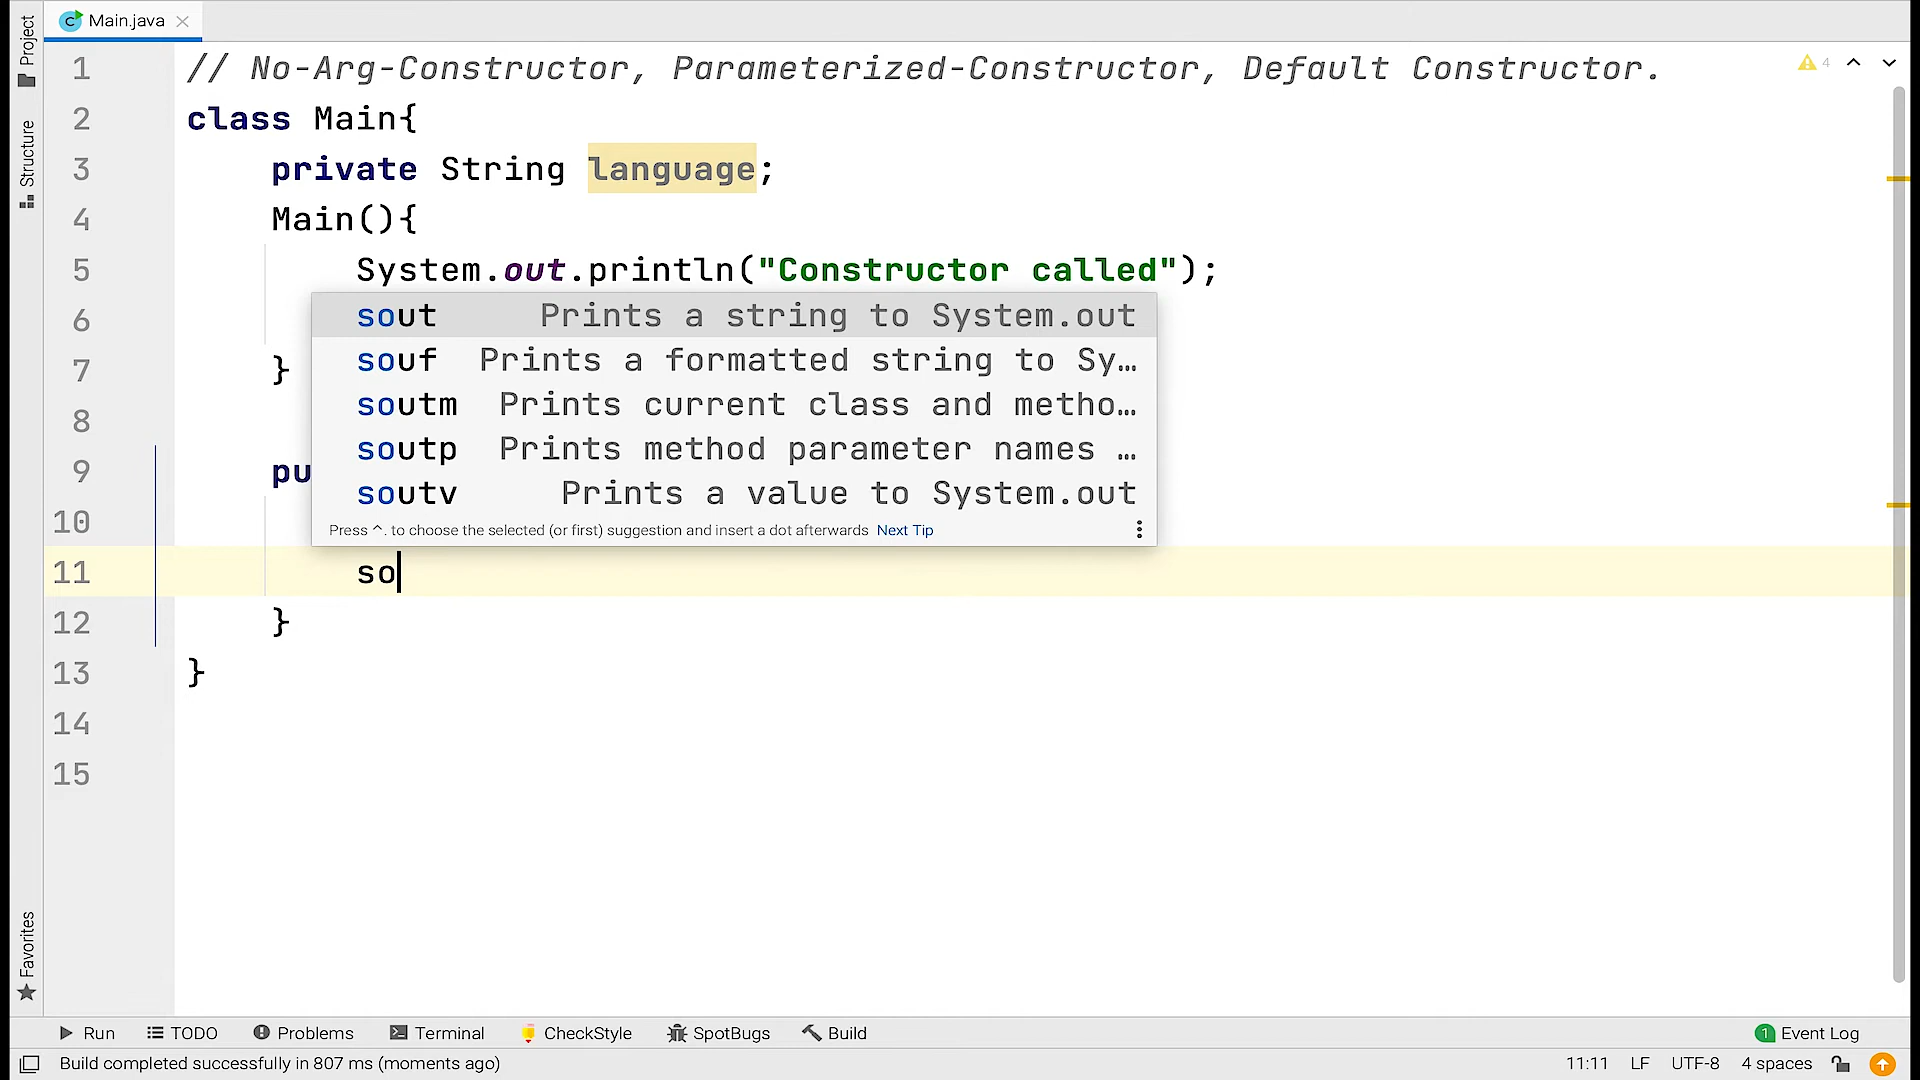 Main.java
Project
Structure
Favorites
4
1 // No-Arg-Constructor, Parameterized-Constructor, Default Constructor.
2 class Main{
3 private String language;
4 Main(){
5 System.out.println("Constructor called");
6
7 }
8
9 pu
10
11 so
12 }
13 }
14
15
sout Prints a string to System.out
souf Prints a formatted string to Sy…
soutm Prints current class and metho…
soutp Prints method parameter names …
soutv Prints a value to System.out
Press ^. to choose the selected (or first) suggestion and insert a dot afterwards Next Tip
Run TODO Problems Terminal CheckStyle SpotBugs Build 1 Event Log
Build completed successfully in 807 ms (moments ago) 11:11 LF UTF-8 4 spaces